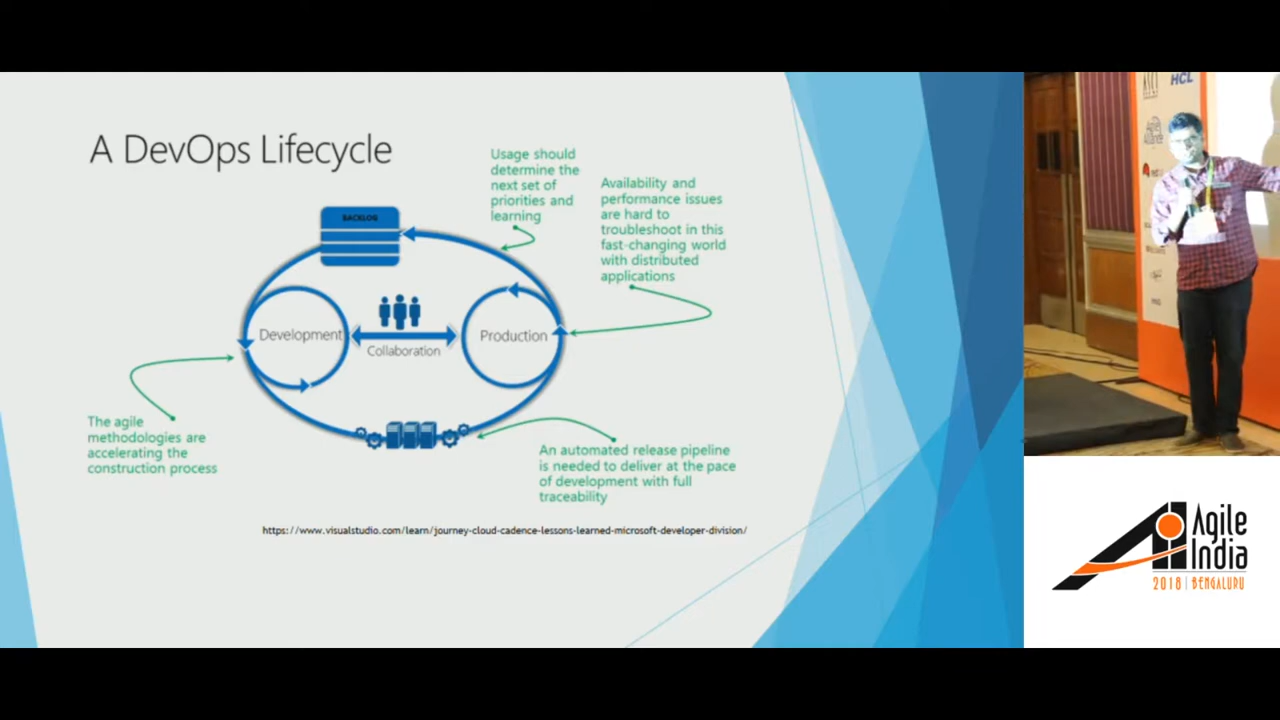 A DevOps Lifecycle
Usage should
determine the
next set of
priorities and
learning
Availability and
performance issues
are hard to
troubleshoot in this
fast-changing world
with distributed
applications
BACKLOG
Development
Collaboration
Production
The agile
methodologies are
accelerating the
construction process
An automated release pipeline
is needed to deliver at the pace
of development with full
traceability
https://www.visualstudio.com/learn/journey-cloud-cadence-lessons-learned-microsoft-developer-division/
HCL
Agile
India
2018 | BENGALURU